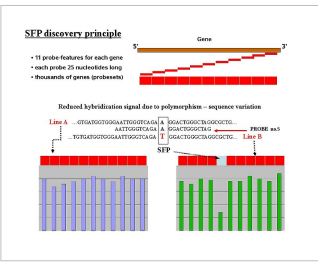 SFP discovery principle
Gene
5' 3'
• 11 probe-features for each gene
• each probe 25 nucleotides long
• thousands of genes (probesets)
Reduced hybridization signal due to polymorphism – sequence variation
Line A ...GTGATGGTGGGAATTGGGTCAGA A GGACTGGGCTAGGCGCTG...
AATTGGGTCAGA A GGACTGGGCTAG PROBE no.5
...TGTGATGGTGGGAATTGGGTCAGA T GGACTGGGCTAGGCGCTG... Line B
SFP